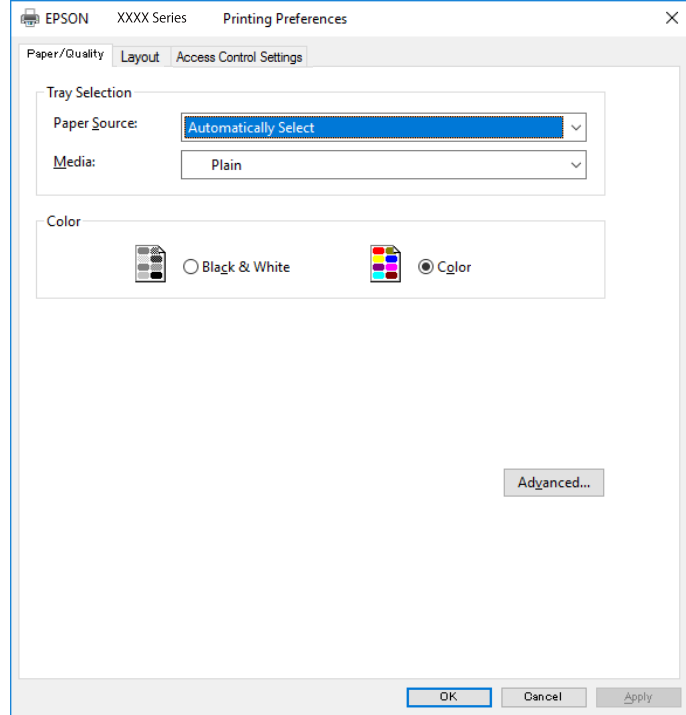 EPSON XXXX Series Printing Preferences
Paper/Quality Layout Access Control Settings
Tray Selection
Paper Source: Automatically Select
Media: Plain
Color
Black & White Color
Advanced...
OK Cancel Apply